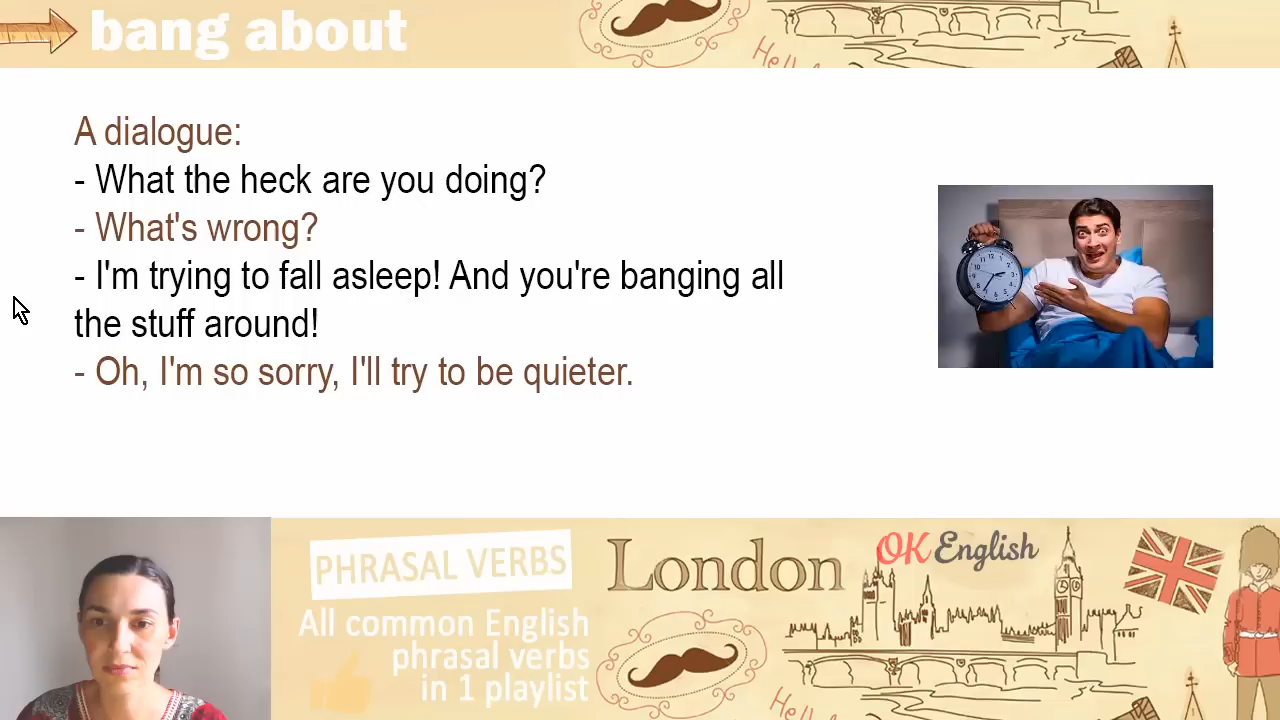 bang about
Hell
A dialogue:
- What the heck are you doing?
- What's wrong?
- I'm trying to fall asleep! And you're banging all
the stuff around!
- Oh, I'm so sorry, I'll try to be quieter.
PHRASAL VERBS
All common English
phrasal verbs
in 1 playlist
London
OK English
Hell